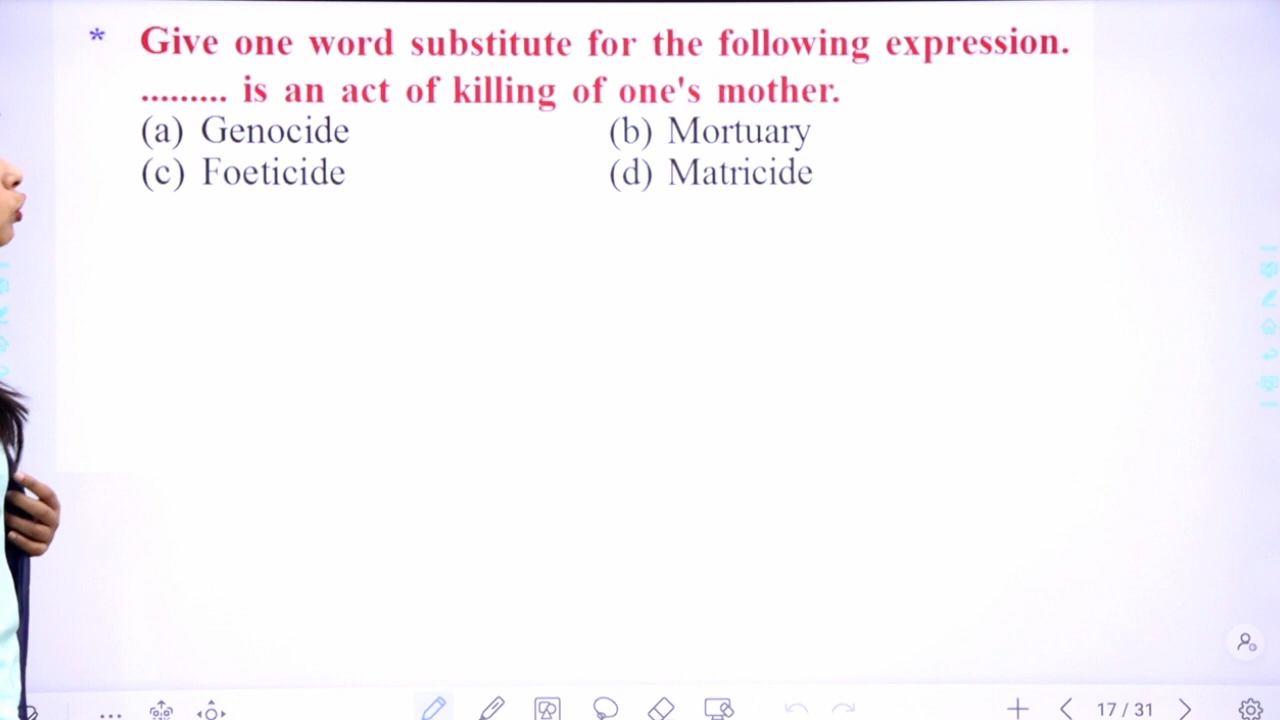 * Give one word substitute for the following expression.
......... is an act of killing of one's mother.
(a) Genocide (b) Mortuary
(c) Foeticide (d) Matricide
17 / 31